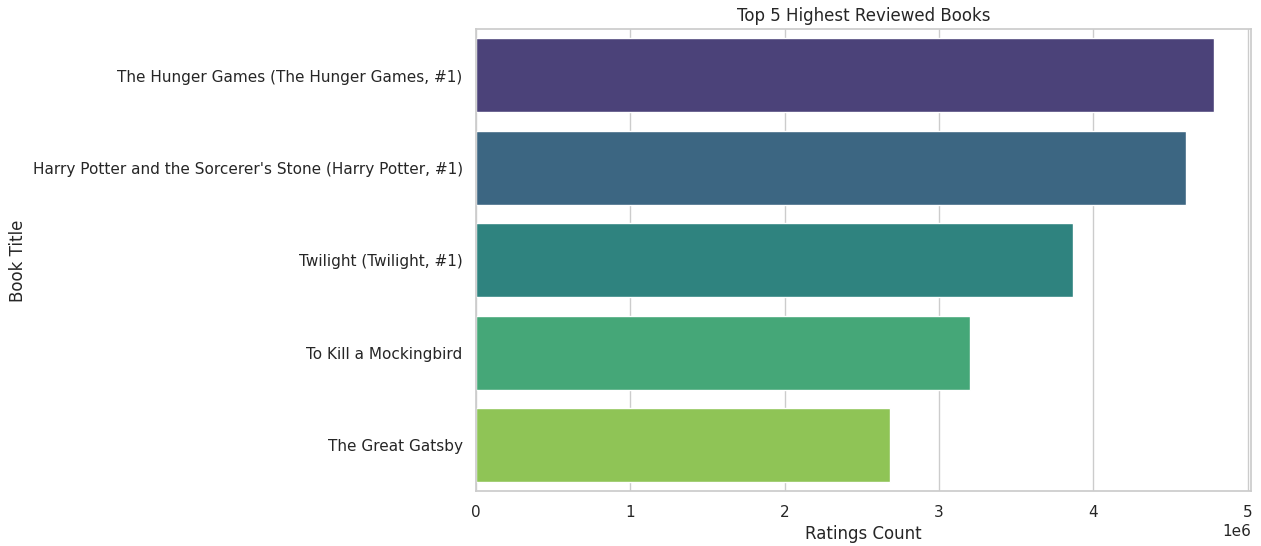 Top 5 Highest Reviewed Books
Book Title
The Hunger Games (The Hunger Games, #1)
Harry Potter and the Sorcerer's Stone (Harry Potter, #1)
Twilight (Twilight, #1)
To Kill a Mockingbird
The Great Gatsby
0 1 2 3 4 5
1e6
Ratings Count